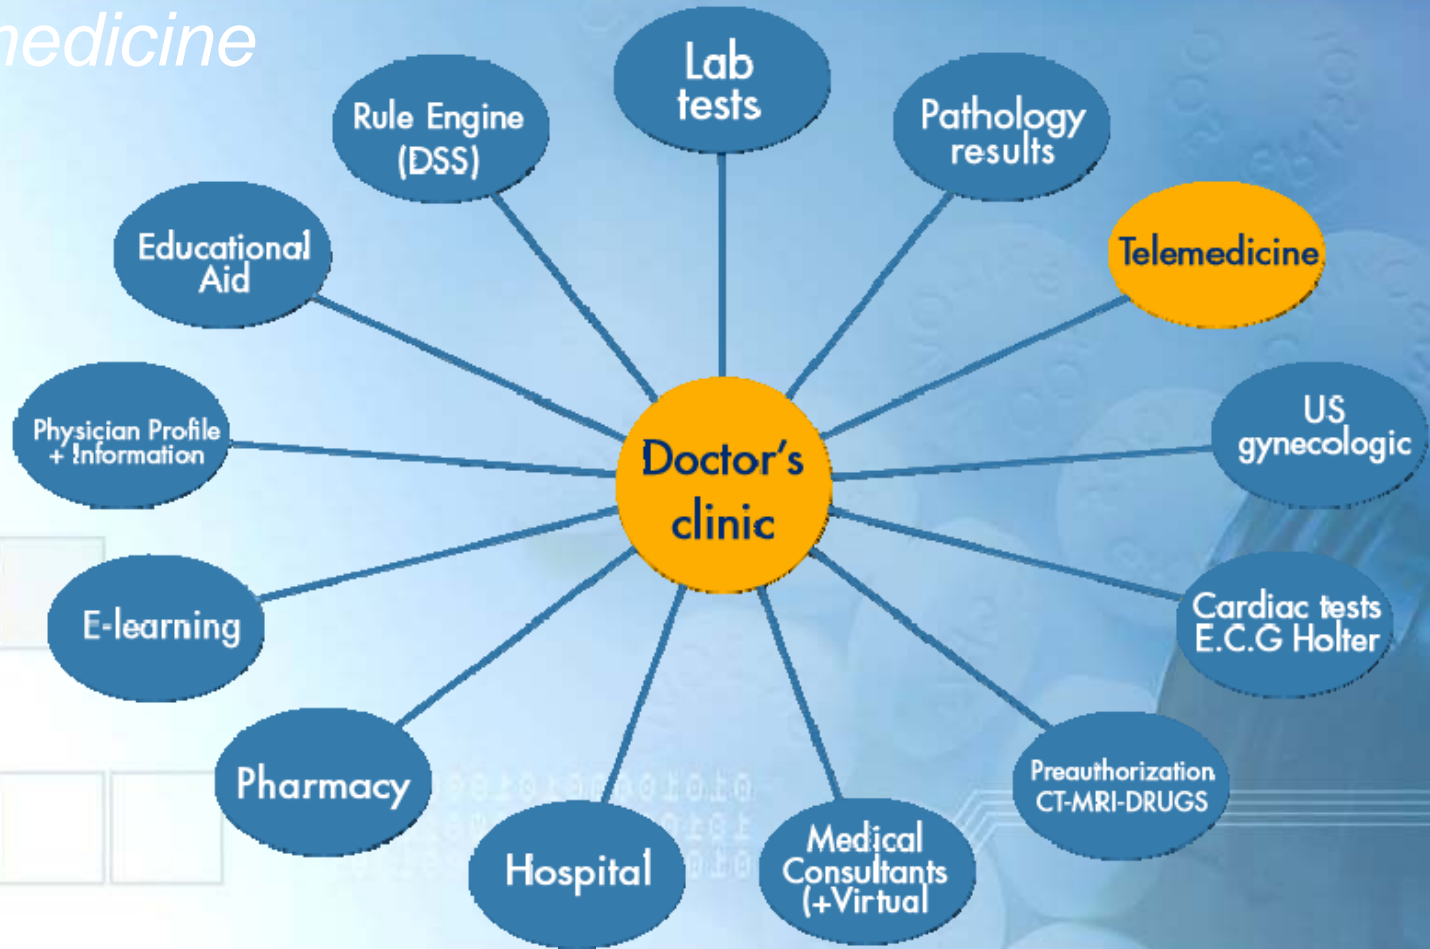 medicine
Lab
tests
Rule Engine
(DSS)
Pathology
results
Educational
Aid
Telemedicine
Physician Profile
+ Information
US
gynecologic
Doctor's
clinic
E-learning
Cardiac tests
E.C.G Holter
Pharmacy
Preauthorization
CT-MRI-DRUGS
Hospital
Medical
Consultants
(+Virtual